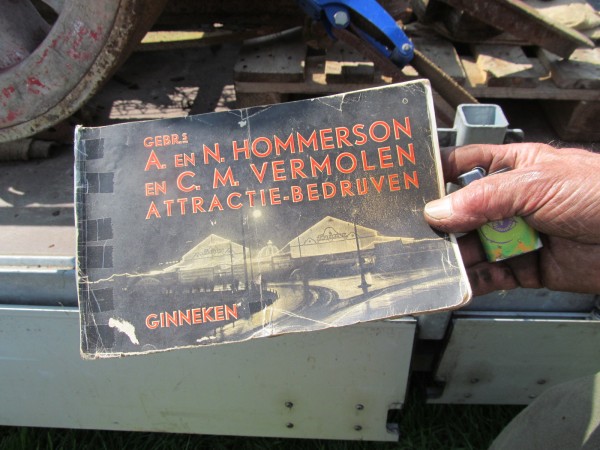 GEBR.S
A. EN N. HOMMERSON
EN C. M. VERMOLEN
ATTRACTIE-BEDRIJVEN
GINNEKEN